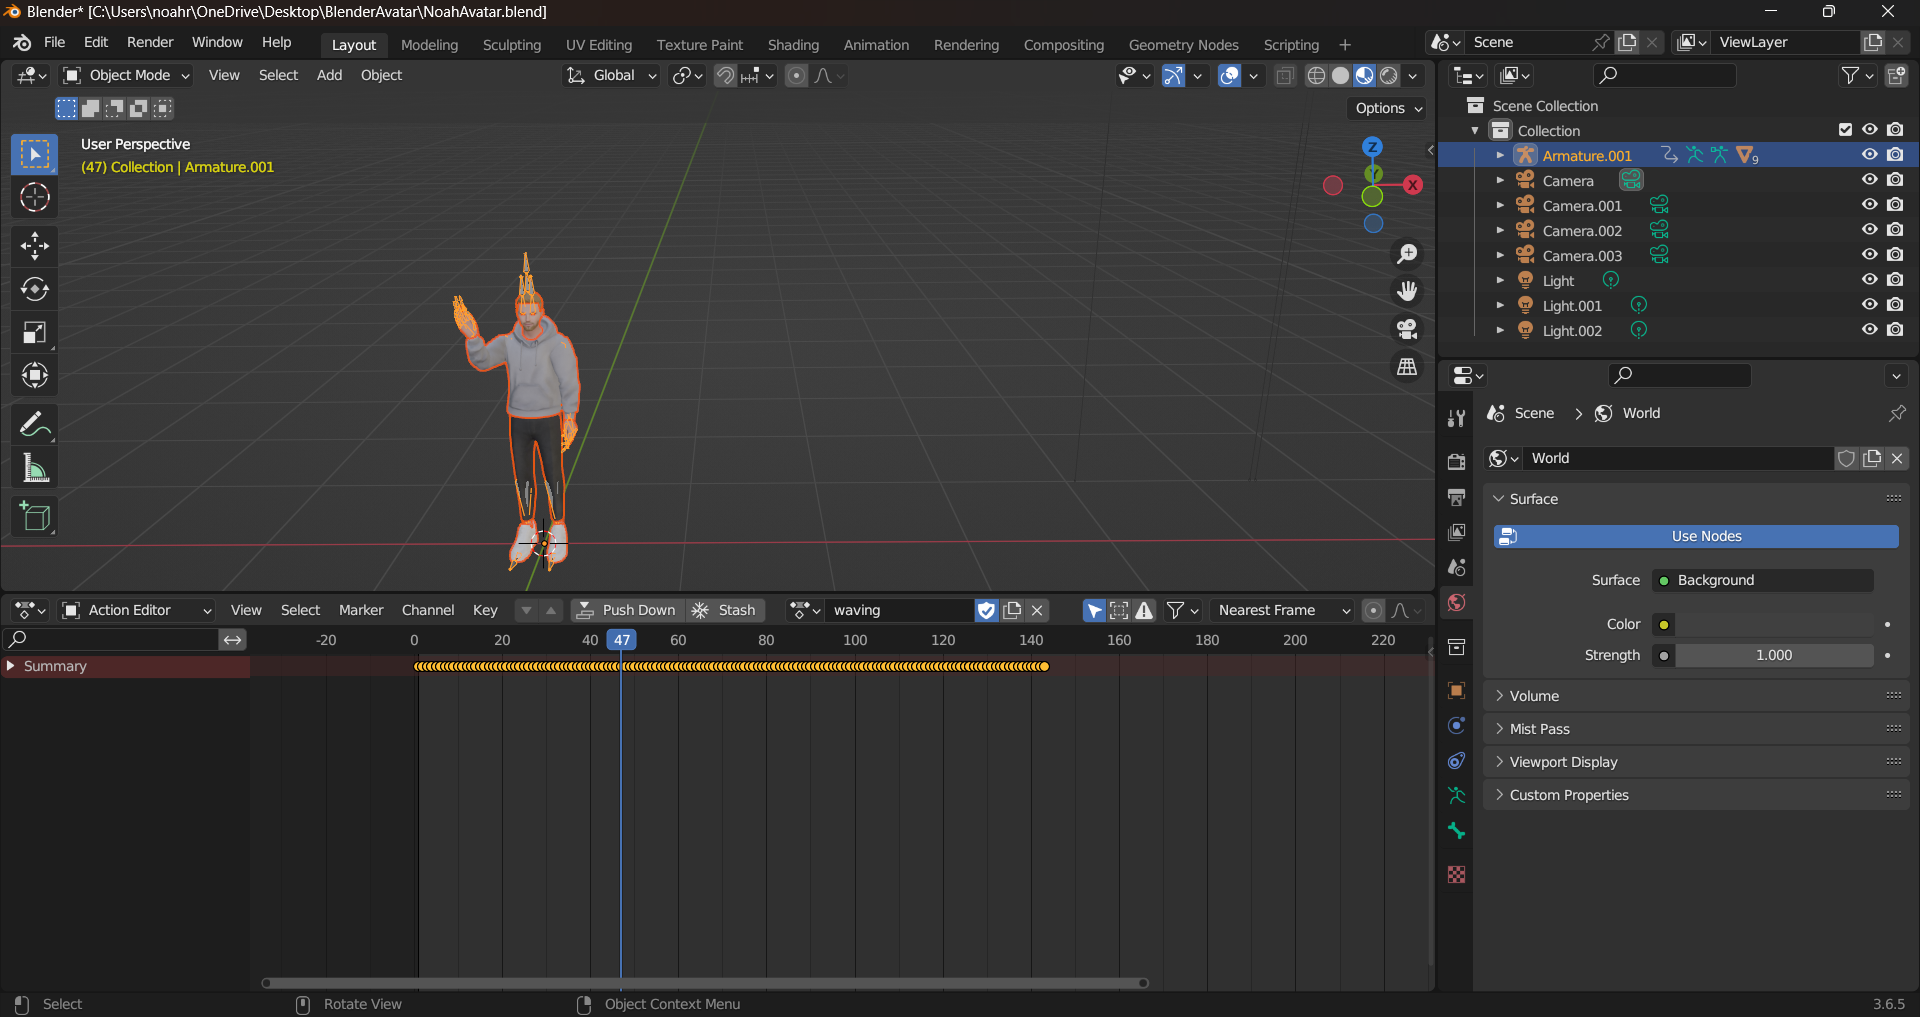 Blender* [C:\Users\noahr\OneDrive\Desktop\BlenderAvatar\NoahAvatar.blend]
File Edit Render Window Help Layout Modeling Sculpting UV Editing Texture Paint Shading Animation Rendering Compositing Geometry Nodes Scripting + Scene ViewLayer
Object Mode View Select Add Object Global
Options
User Perspective
(47) Collection | Armature.001
Z
Y
X
Scene Collection
Collection
Armature.001 9
Camera
Camera.001
Camera.002
Camera.003
Light
Light.001
Light.002
Scene > World
World
Surface
Use Nodes
Surface Background
Color
Strength 1.000
Volume
Mist Pass
Viewport Display
Custom Properties
Action Editor View Select Marker Channel Key Push Down Stash waving Nearest Frame
-20 0 20 40 47 60 80 100 120 140 160 180 200 220
Summary
Select Rotate View Object Context Menu 3.6.5